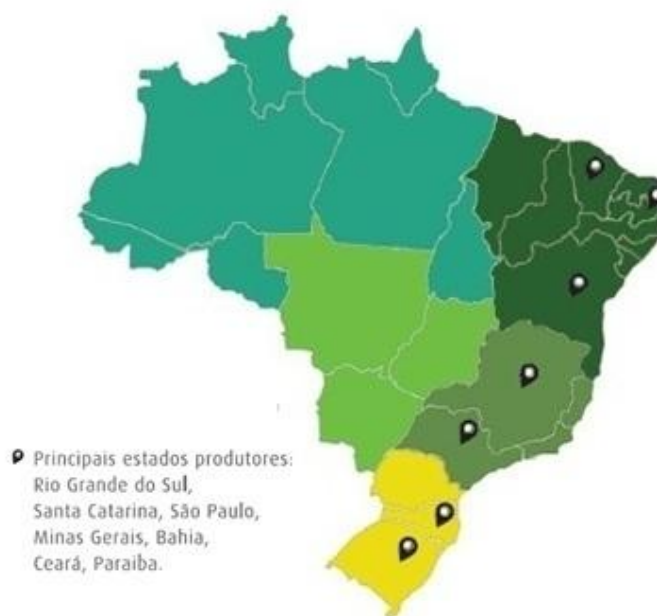 Principais estados produtores:
Rio Grande do Sul,
Santa Catarina, São Paulo,
Minas Gerais, Bahia,
Ceará, Paraiba.